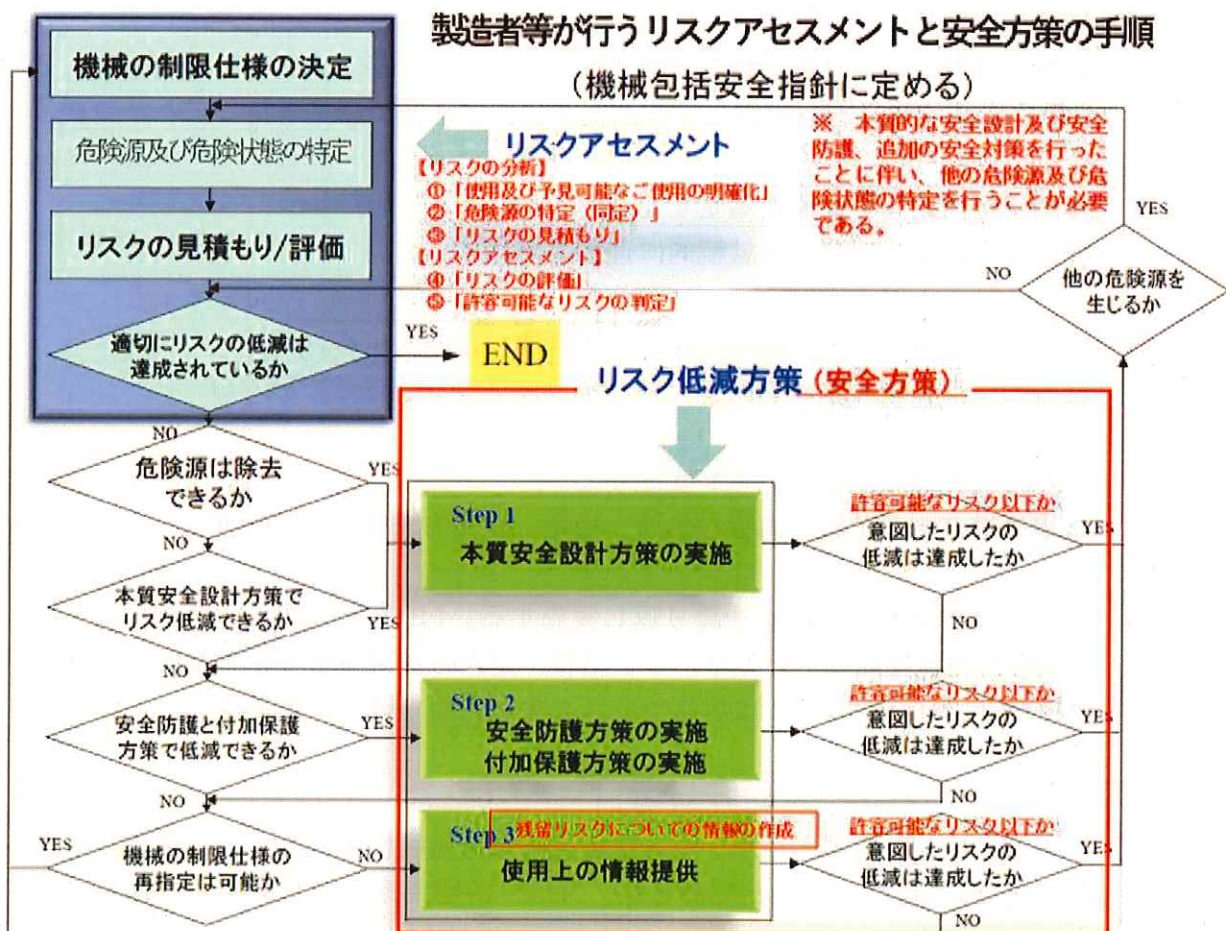 製造者等が行うリスクアセスメントと安全方策の手順
(機械包括安全指針に定める)
機械の制限仕様の決定
危険源及び危険状態の特定
リスクの見積もり/評価
適切にリスクの低減は
達成されているか
YES
END
リスクアセスメント
【リスクの分析】
①「使用及び予見可能なご使用の明確化」
②「危険源の特定（同定）」
③「リスクの見積もり」
【リスクアセスメント】
④「リスクの評価」
⑤「許容可能なリスクの判定」
※ 本質的な安全設計及び安全
防護、追加の安全対策を行った
ことに伴い、他の危険源及び危
険状態の特定を行うことが必要
である。
YES
NO
他の危険源を
生じるか
リスク低減方策（安全方策）
NO
危険源は除去
できるか
YES
NO
本質安全設計方策で
リスク低減できるか
YES
NO
Step 1
本質安全設計方策の実施
許容可能なリスク以下か
意図したリスクの
低減は達成したか
YES
NO
安全防護と付加保護
方策で低減できるか
YES
NO
Step 2
安全防護方策の実施
付加保護方策の実施
許容可能なリスク以下か
意図したリスクの
低減は達成したか
YES
NO
YES
機械の制限仕様の
再指定は可能か
NO
Step 3
残留リスクについての情報の作成
使用上の情報提供
許容可能なリスク以下か
意図したリスクの
低減は達成したか
YES
NO